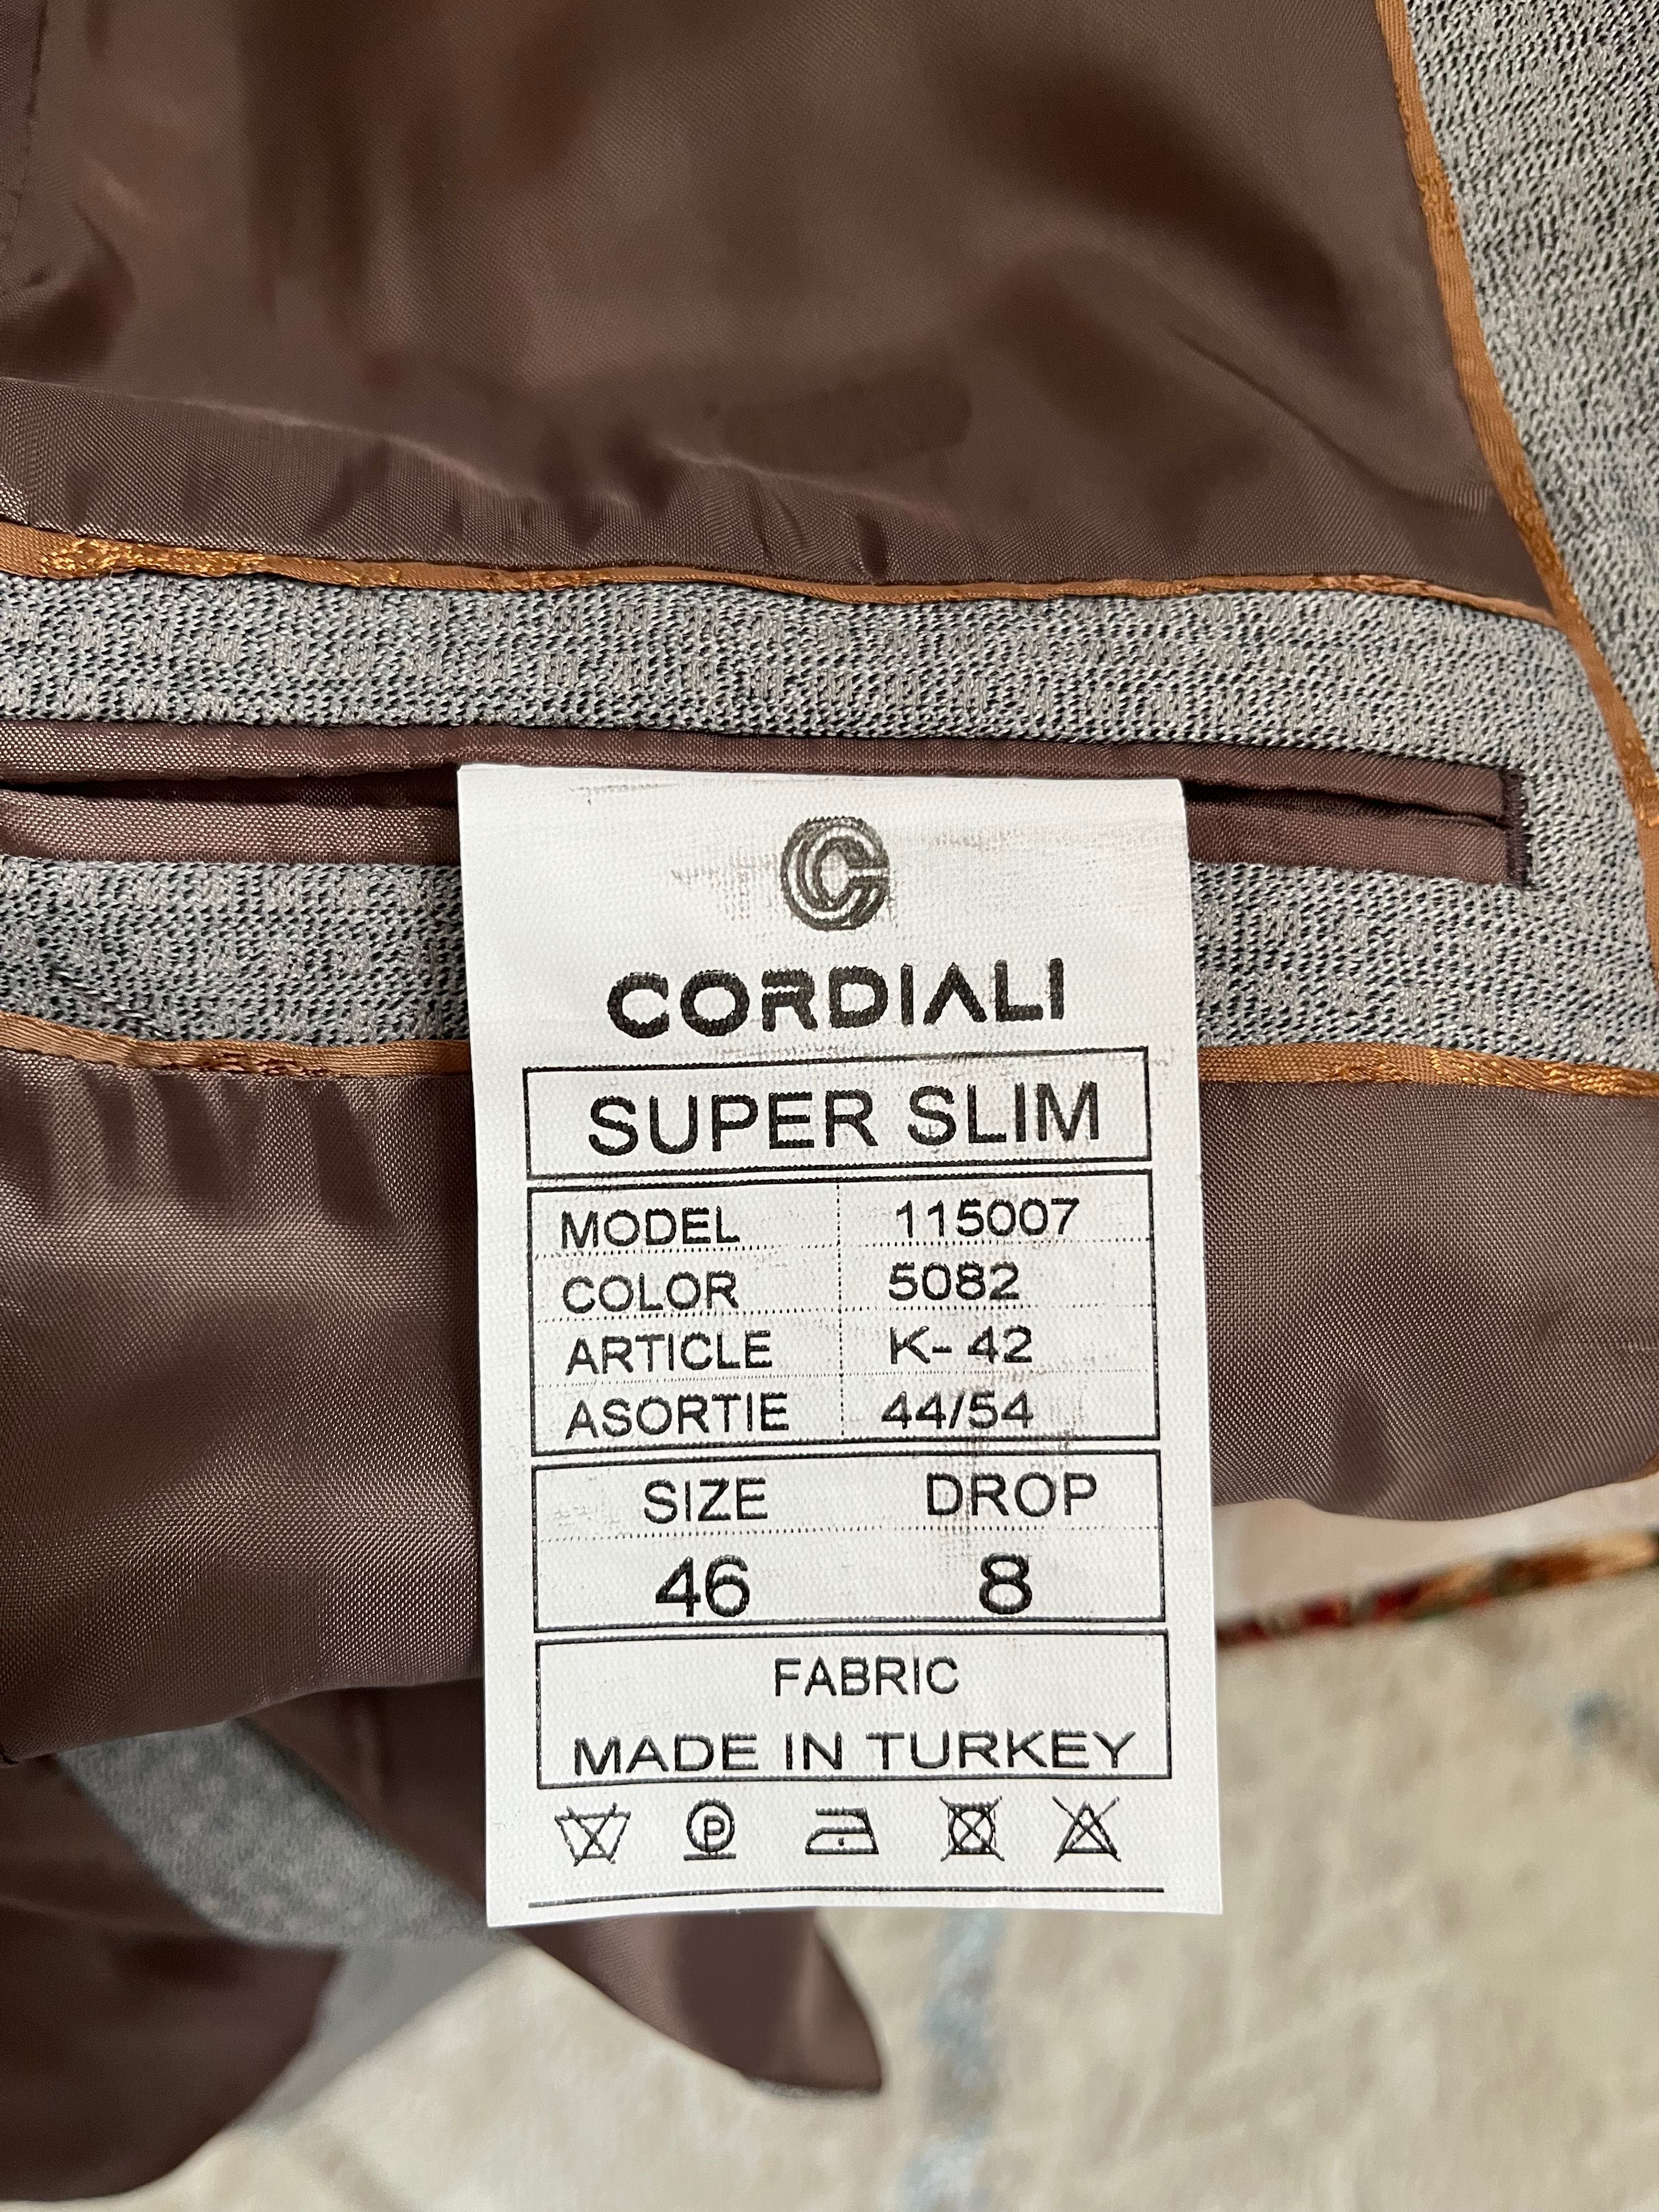 CORDIALI
SUPER SLIM
MODEL 115007
COLOR 5082
ARTICLE K- 42
ASORTIE 44/54
SIZE DROP
46 8
FABRIC
MADE IN TURKEY
P